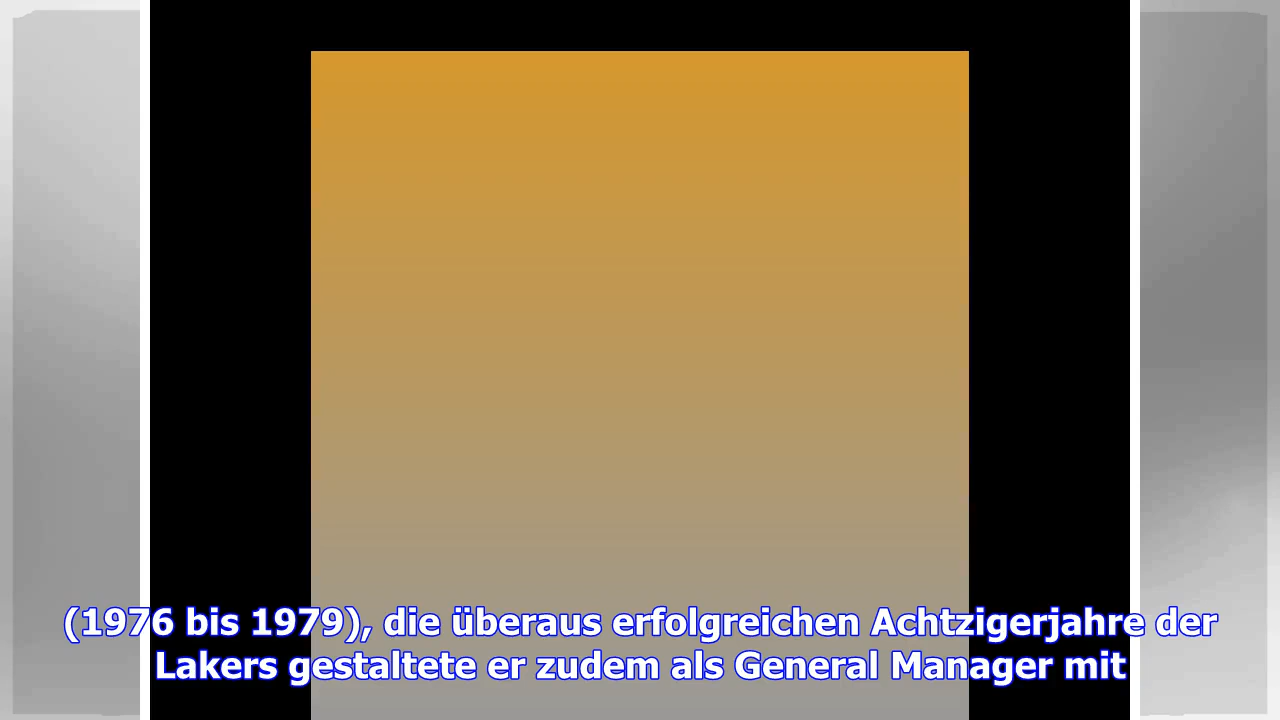 (1976 bis 1979), die überaus erfolgreichen Achtzigerjahre der
Lakers gestaltete er zudem als General Manager mit